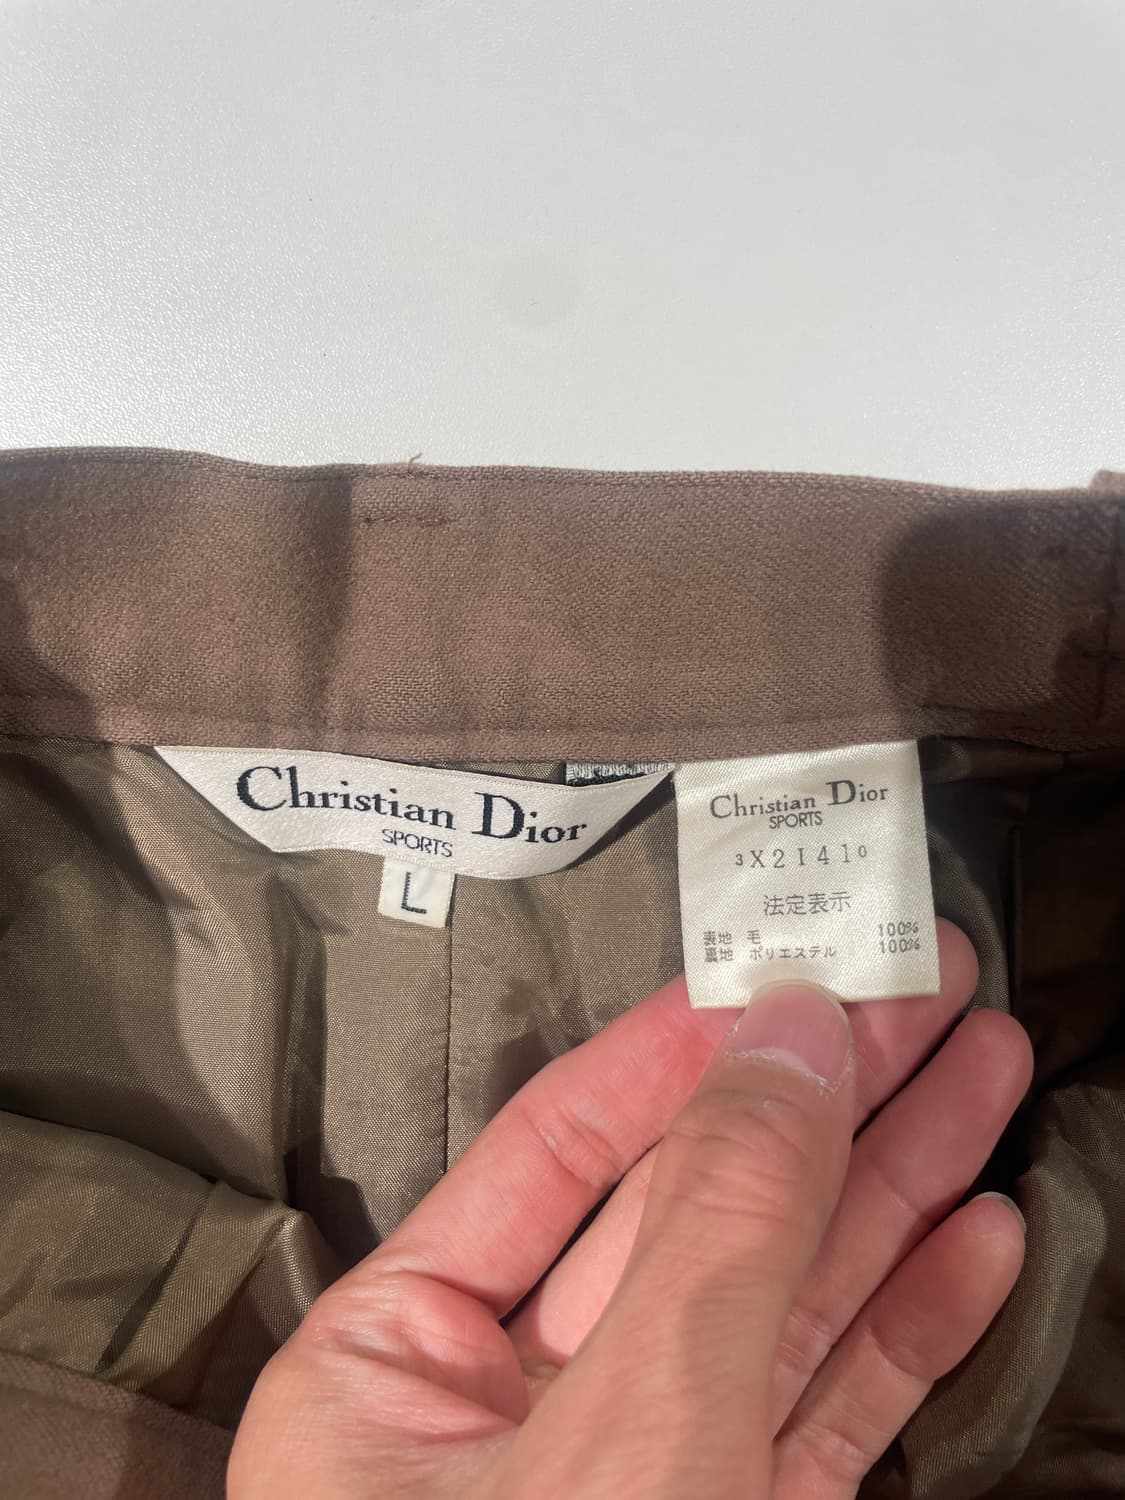 Christian Dior
SPORTS
L
Christian Dior
SPORTS
3X2I410
法定表示
表地 毛 100%
裏地 ポリエステル 100%